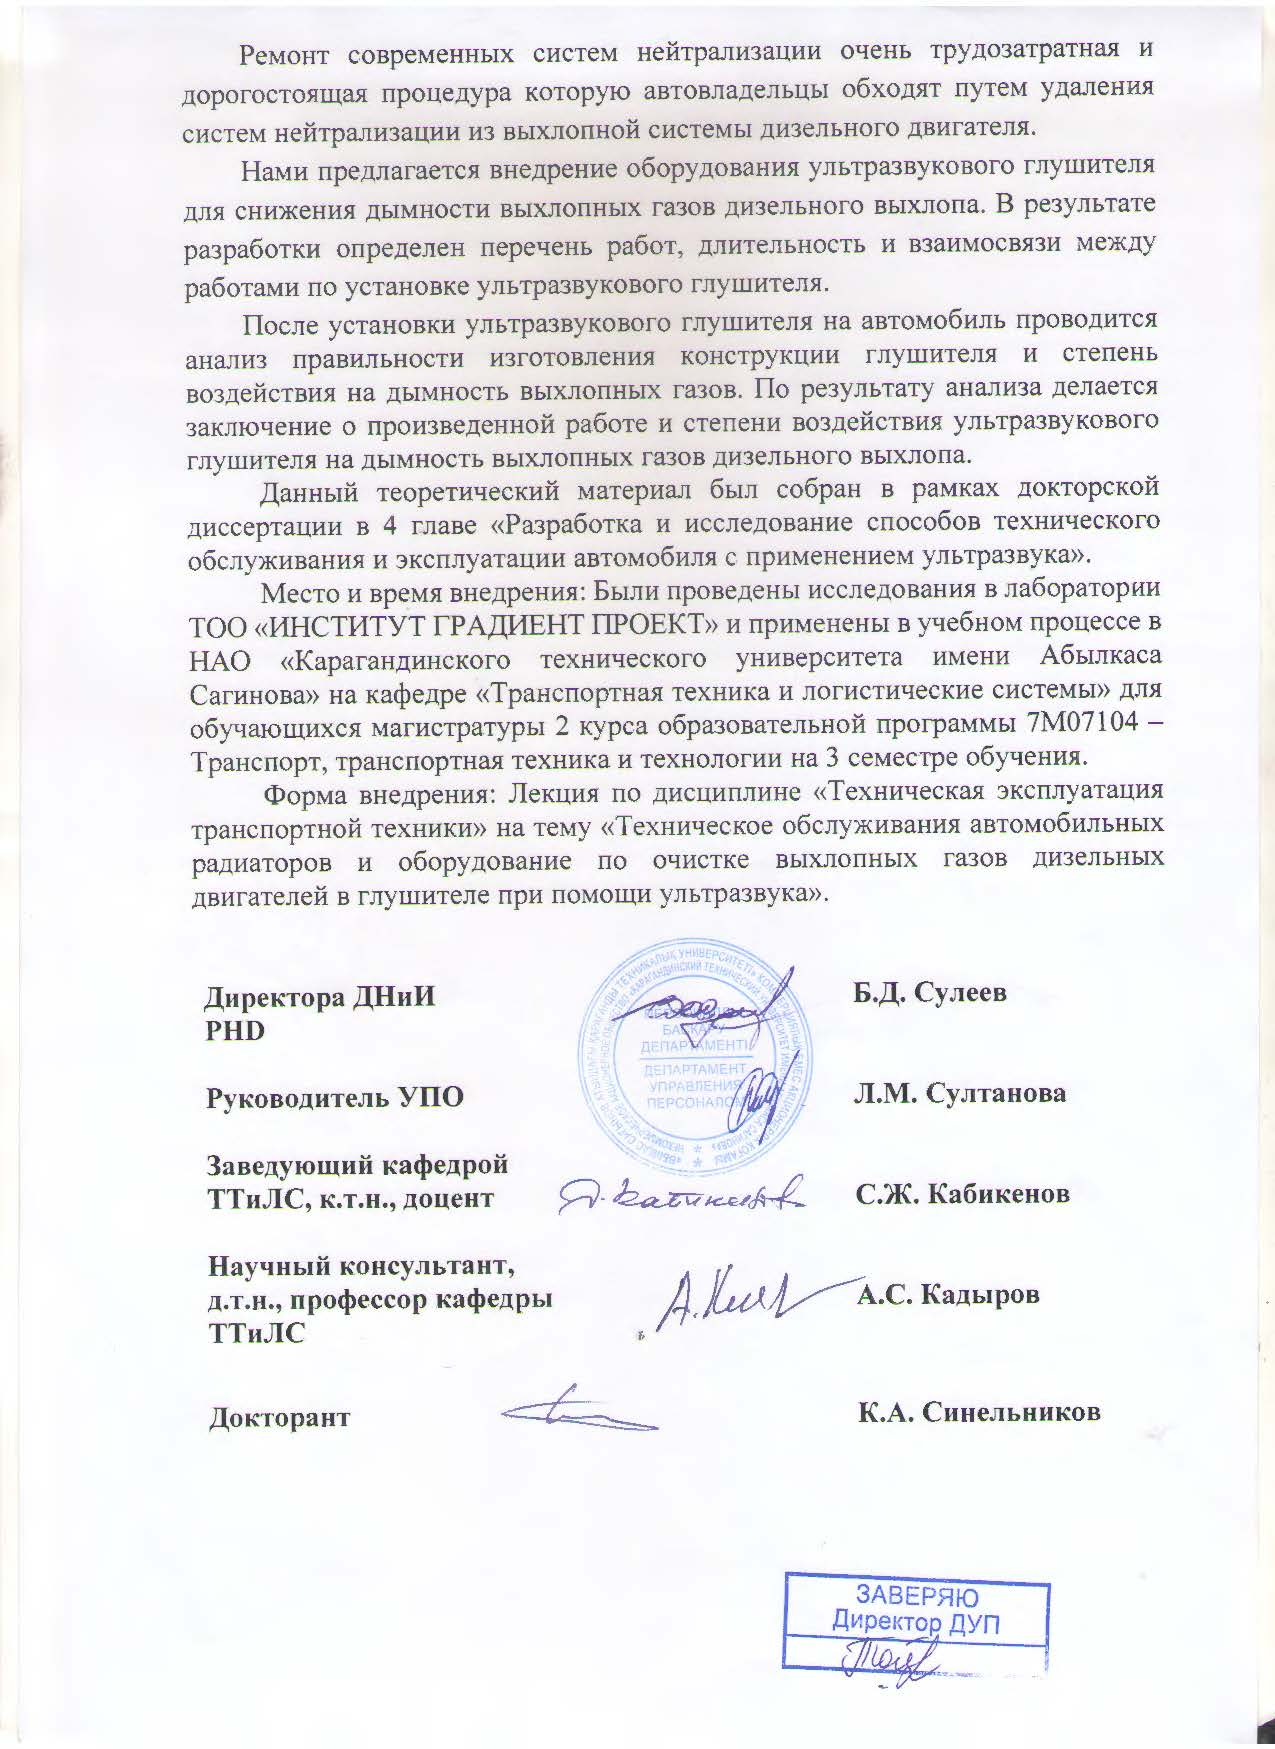 Ремонт современных систем нейтрализации очень трудозатратная и
дорогостоящая процедура которую автовладельцы обходят путем удаления
систем нейтрализации из выхлопной системы дизельного двигателя.
Нами предлагается внедрение оборудования ультразвукового глушителя
для снижения дымности выхлопных газов дизельного выхлопа. В результате
разработки определен перечень работ, длительность и взаимосвязи между
работами по установке ультразвукового глушителя.
После установки ультразвукового глушителя на автомобиль проводится
анализ правильности изготовления конструкции глушителя и степень
воздействия на дымность выхлопных газов. По результату анализа делается
заключение о произведенной работе и степени воздействия ультразвукового
глушителя на дымность выхлопных газов дизельного выхлопа.
Данный теоретический материал был собран в рамках докторской
диссертации в 4 главе «Разработка и исследование способов технического
обслуживания и эксплуатации автомобиля с применением ультразвука».
Место и время внедрения: Были проведены исследования в лаборатории
ТОО «ИНСТИТУТ ГРАДИЕНТ ПРОЕКТ» и применены в учебном процессе в
НАО «Карагандинского технического университета имени Абылкаса
Сагинова» на кафедре «Транспортная техника и логистические системы» для
обучающихся магистратуры 2 курса образовательной программы 7М07104 –
Транспорт, транспортная техника и технологии на 3 семестре обучения.
Форма внедрения: Лекция по дисциплине «Техническая эксплуатация
транспортной техники» на тему «Техническое обслуживания автомобильных
радиаторов и оборудование по очистке выхлопных газов дизельных
двигателей в глушителе при помощи ультразвука».
Директора ДНиИ Б.Д. Сулеев
PHD
БАСҚАРУ
ДЕПАРТАМЕНТІ
ДЕПАРТАМЕНТ
УПРАВЛЕНИЯ
ПЕРСОНАЛОМ
Руководитель УПО Л.М. Султанова
Заведующий кафедрой
ТТиЛС, к.т.н., доцент С.Ж. Кабикенов
Научный консультант,
д.т.н., профессор кафедры А.С. Кадыров
ТТиЛС
Докторант К.А. Синельников
ЗАВЕРЯЮ
Директор ДУП